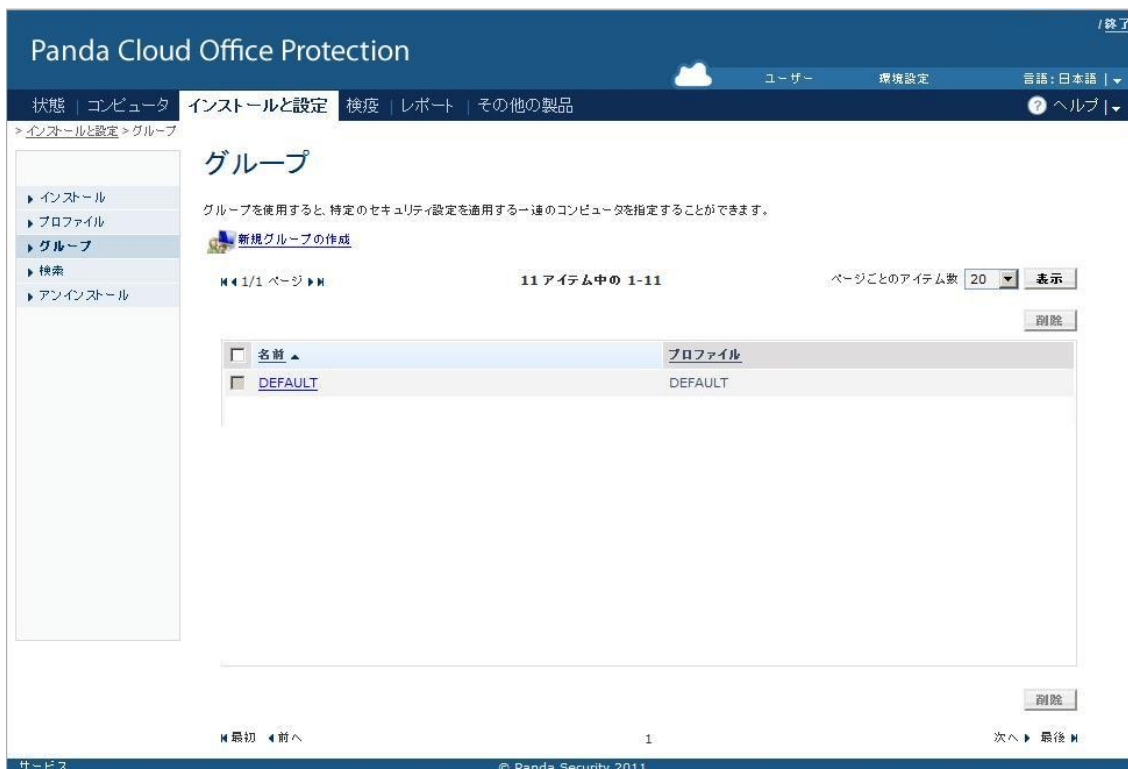 /終了
Panda Cloud Office Protection
ユーザー 環境設定 言語:日本語 |
状態 | コンピュータ インストールと設定 検疫 | レポート | その他の製品 ? ヘルプ |
> インストールと設定 > グループ
グループ
インストール
プロファイル
グループ
検索
アンインストール
グループを使用すると、特定のセキュリティ設定を適用する一連のコンピュータを指定することができます。
新規グループの作成
1/1 ページ 11 アイテム中の 1-11 ページごとのアイテム数 20 表示
削除
名前 プロファイル
DEFAULT DEFAULT
削除
最初 前へ 1 次へ 最後
サービス © Panda Security 2011